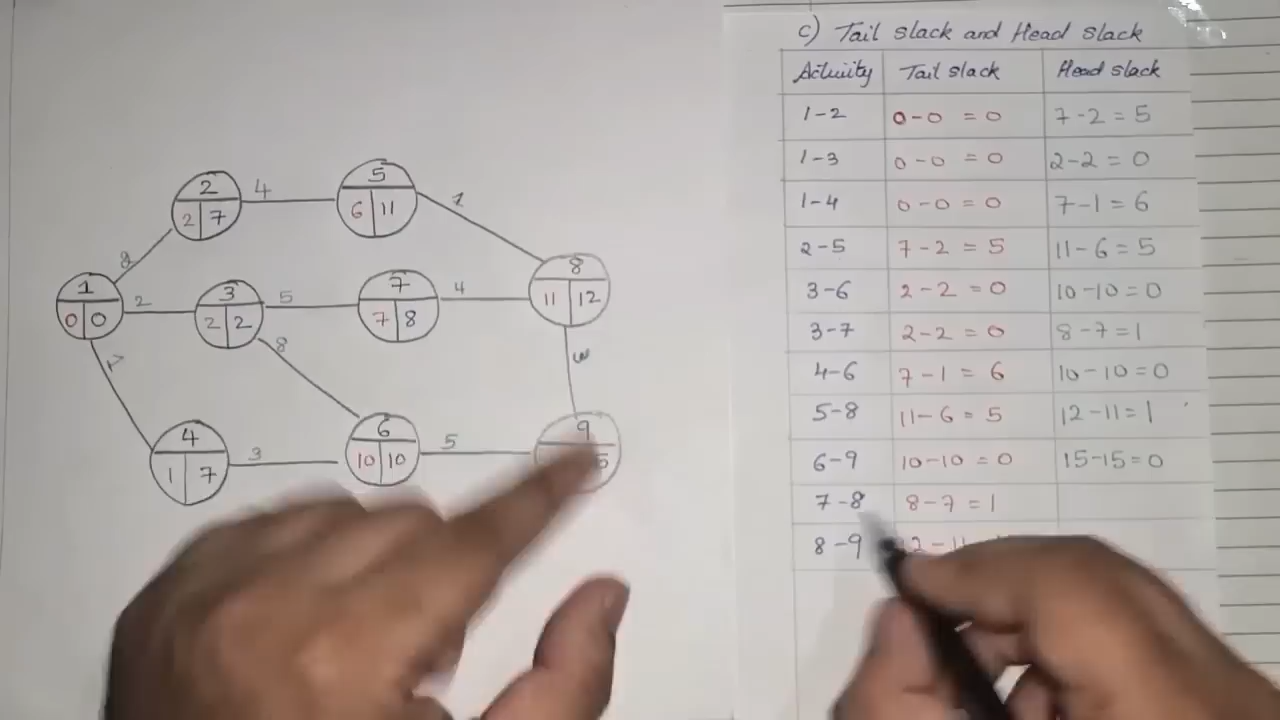 c) Tail slack and Head slack
Activity Tail slack Head slack
1-2 0-0 = 0 7-2 = 5
1-3 0-0 = 0 2-2 = 0
1-4 0-0 = 0 7-1 = 6
2-5 7-2 = 5 11-6 = 5
3-6 2-2 = 0 10-10 = 0
3-7 2-2 = 0 8-7 = 1
4-6 7-1 = 6 10-10 = 0
5-8 11-6 = 5 12-11 = 1
6-9 10-10 = 0 15-15 = 0
7-8 8-7 = 1
8-9 12-11
2
2 7
4
5
6 11
1
2
1
0 0
2
3
2 2
5
7
7 8
4
8
11 12
8
3
1
4
1 7
3
6
10 10
5
9
5